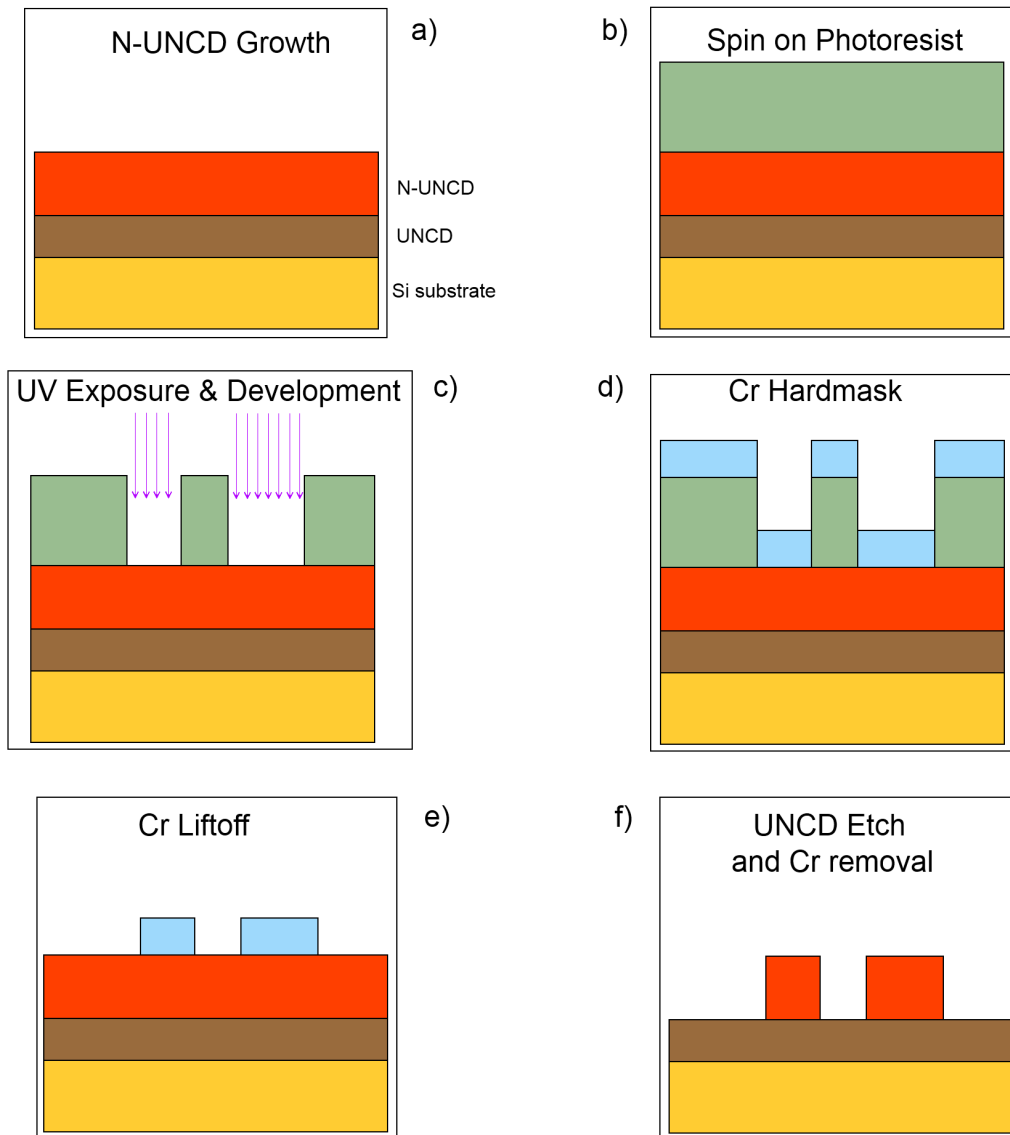 N-UNCD Growth
a)
N-UNCD
UNCD
Si substrate
b)
Spin on Photoresist
UV Exposure & Development
c)
d)
Cr Hardmask
Cr Liftoff
e)
f)
UNCD Etch
and Cr removal